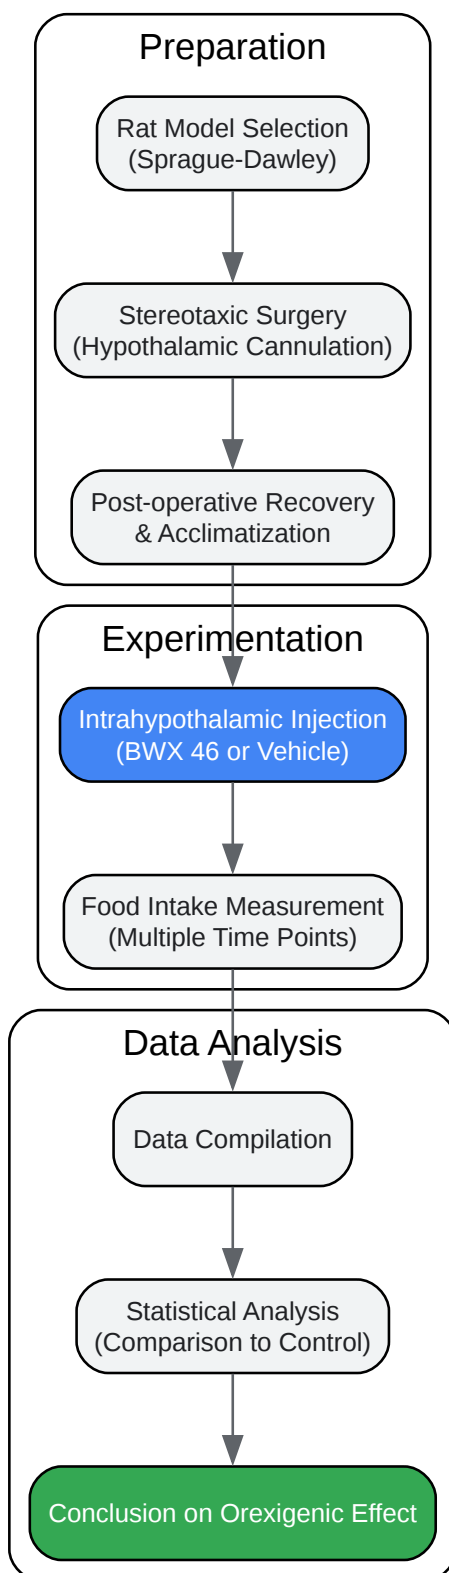 Preparation
Rat Model Selection
(Sprague-Dawley)
Stereotaxic Surgery
(Hypothalamic Cannulation)
Post-operative Recovery
& Acclimatization
Experimentation
Intrahypothalamic Injection
(BWX 46 or Vehicle)
Food Intake Measurement
(Multiple Time Points)
Data Analysis
Data Compilation
Statistical Analysis
(Comparison to Control)
Conclusion on Orexigenic Effect